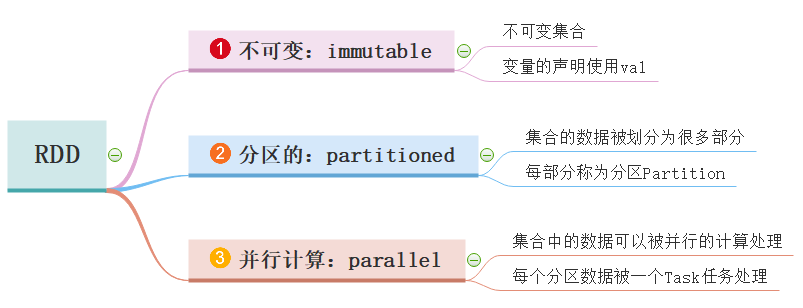 RDD
1 不可变：immutable
不可变集合
变量的声明使用val
2 分区的：partitioned
集合的数据被划分为很多部分
每部分称为分区Partition
3 并行计算：parallel
集合中的数据可以被并行的计算处理
每个分区数据被一个Task任务处理